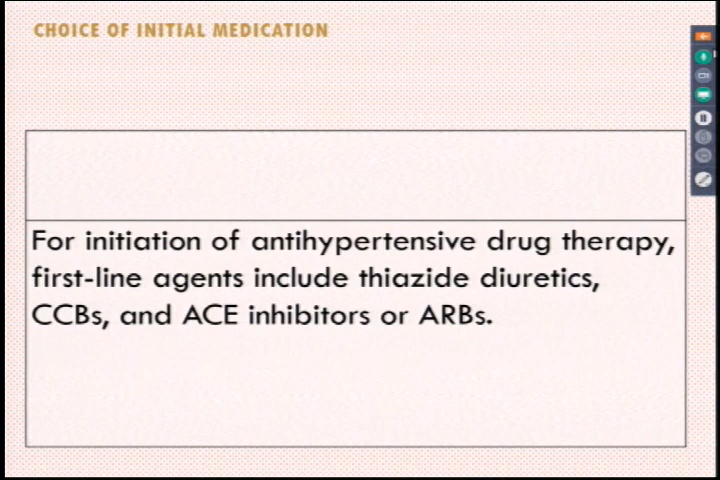 CHOICE OF INITIAL MEDICATION
For initiation of antihypertensive drug therapy,
first-line agents include thiazide diuretics,
CCBs, and ACE inhibitors or ARBs.